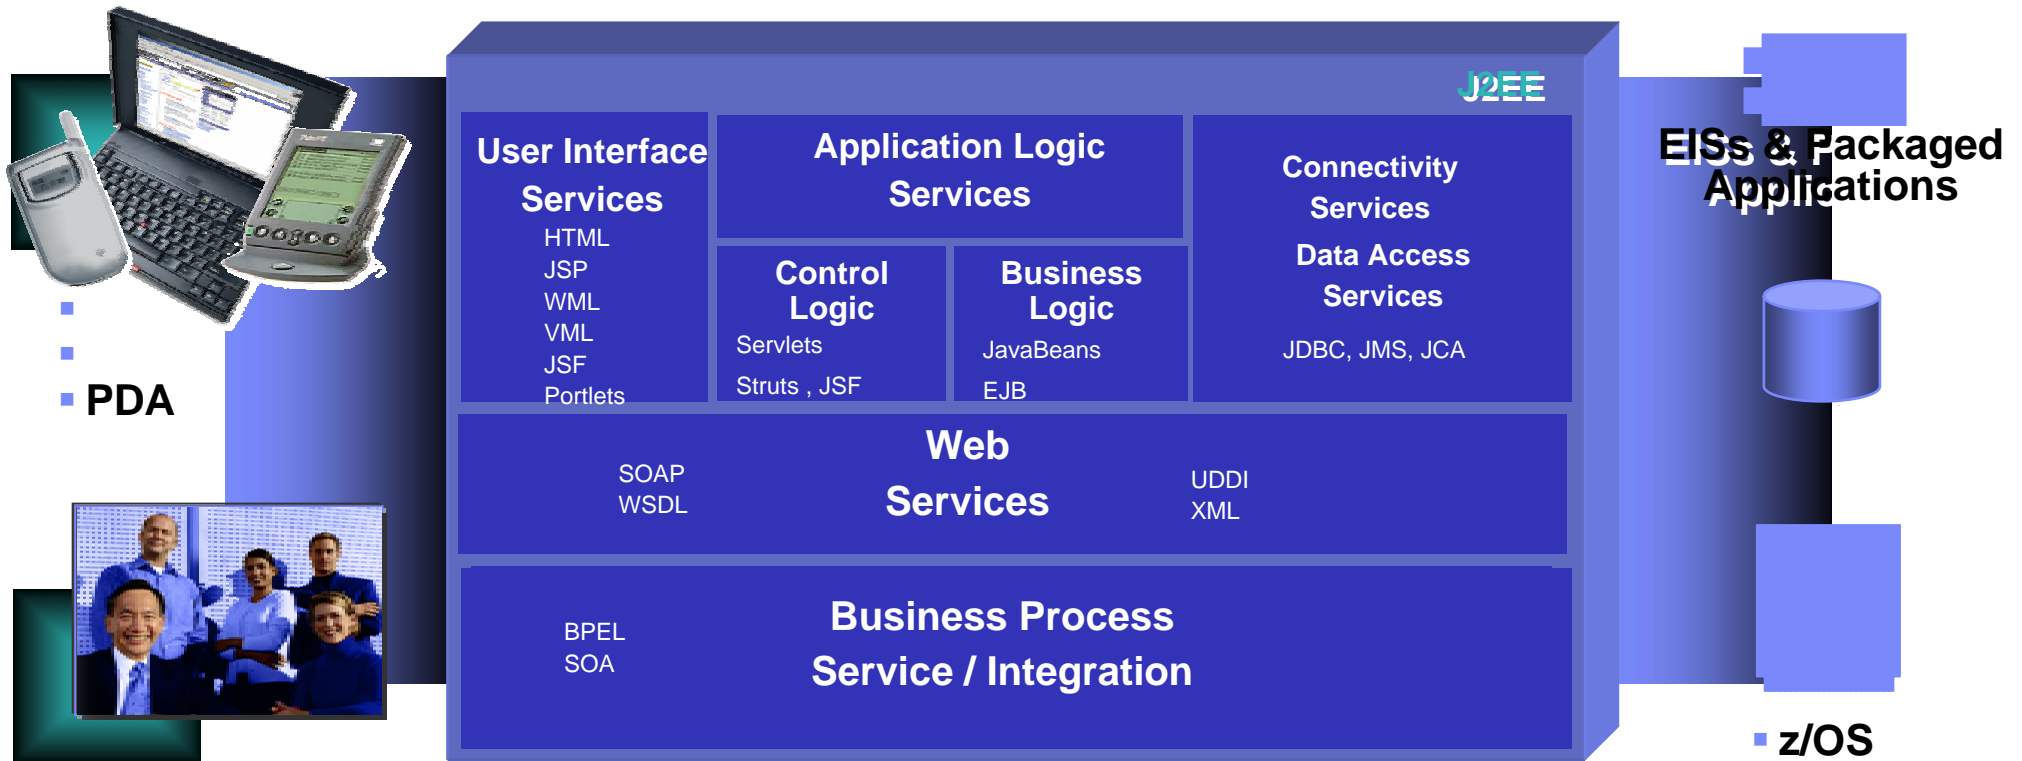 J2EE
User Interface
Services
HTML
JSP
WML
VML
JSF
Portlets
Application Logic
Services
Control
Logic
Servlets
Struts , JSF
Business
Logic
JavaBeans
EJB
Connectivity
Services
Data Access
Services
JDBC, JMS, JCA
Web
Services
SOAP
WSDL
UDDI
XML
Business Process
Service / Integration
BPEL
SOA
PDA
EISs & Packaged
Applications
z/OS